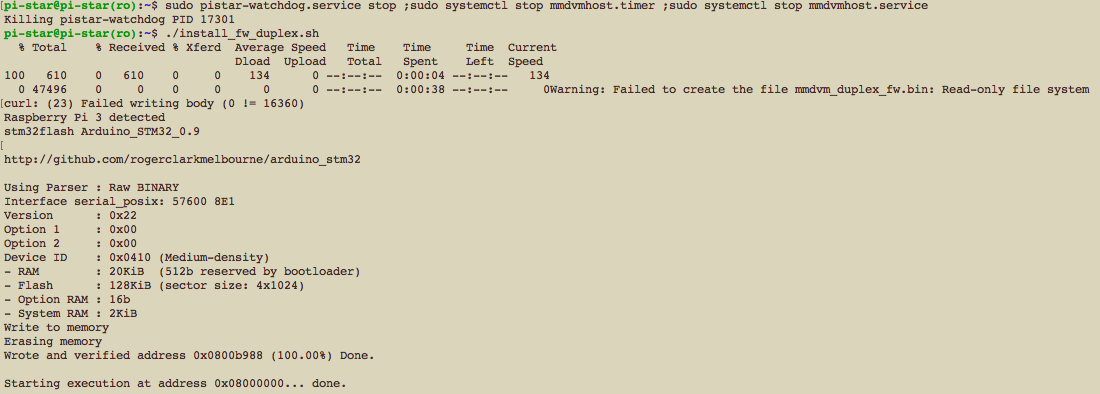 [pi-star@pi-star(ro):~$ sudo pistar-watchdog.service stop ;sudo systemctl stop mmdvmhost.timer ;sudo systemctl stop mmdvmhost.service
Killing pistar-watchdog PID 17301
pi-star@pi-star(ro):~$ ./install_fw_duplex.sh
% Total % Received % Xferd Average Speed Time Time Time Current
Dload Upload Total Spent Left Speed
100 610 0 610 0 0 134 0 --:--:-- 0:00:04 --:--:-- 134
0 47496 0 0 0 0 0 0 --:--:-- 0:00:38 --:--:-- 0Warning: Failed to create the file mmdvm_duplex_fw.bin: Read-only file system
[curl: (23) Failed writing body (0 != 16360)
Raspberry Pi 3 detected
stm32flash Arduino_STM32_0.9
[
http://github.com/rogerclarkmelbourne/arduino_stm32
Using Parser : Raw BINARY
Interface serial_posix: 57600 8E1
Version : 0x22
Option 1 : 0x00
Option 2 : 0x00
Device ID : 0x0410 (Medium-density)
- RAM : 20KiB (512b reserved by bootloader)
- Flash : 128KiB (sector size: 4x1024)
- Option RAM : 16b
- System RAM : 2KiB
Write to memory
Erasing memory
Wrote and verified address 0x0800b988 (100.00%) Done.
Starting execution at address 0x08000000... done.